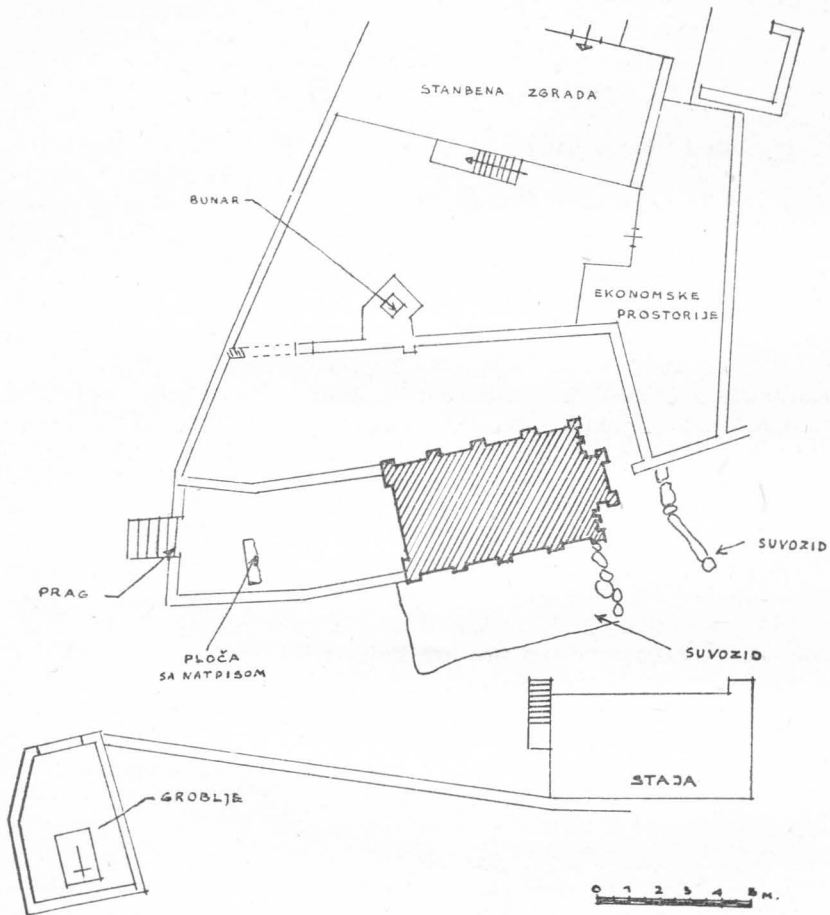 STANBENA ZGRADA
BUNAR
EKONOMSKE
PROSTORIJE
SUVOZID
PRAG
PLOČA
SA NATPISOM
SUVOZID
STAJA
GROBLJE
0 1 2 3 4 5 M.